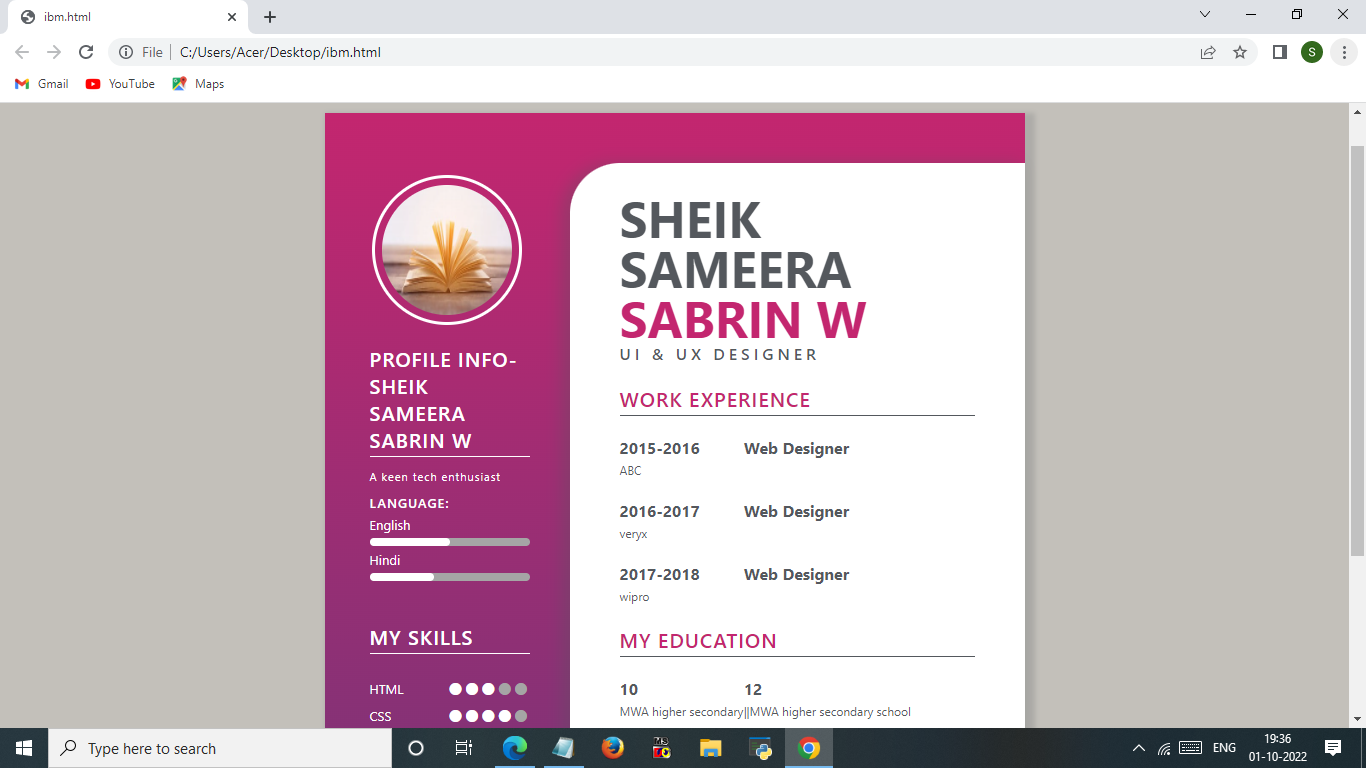 ibm.html
File C:/Users/Acer/Desktop/ibm.html
S
Gmail YouTube Maps
PROFILE INFO-
SHEIK
SAMEERA
SABRIN W
A keen tech enthusiast
LANGUAGE:
English
Hindi
MY SKILLS
HTML
CSS
SHEIK
SAMEERA
SABRIN W
UI & UX DESIGNER
WORK EXPERIENCE
2015-2016 Web Designer
ABC
2016-2017 Web Designer
veryx
2017-2018 Web Designer
wipro
MY EDUCATION
10 12
MWA higher secondary||MWA higher secondary school
Type here to search
ENG
19:36
01-10-2022